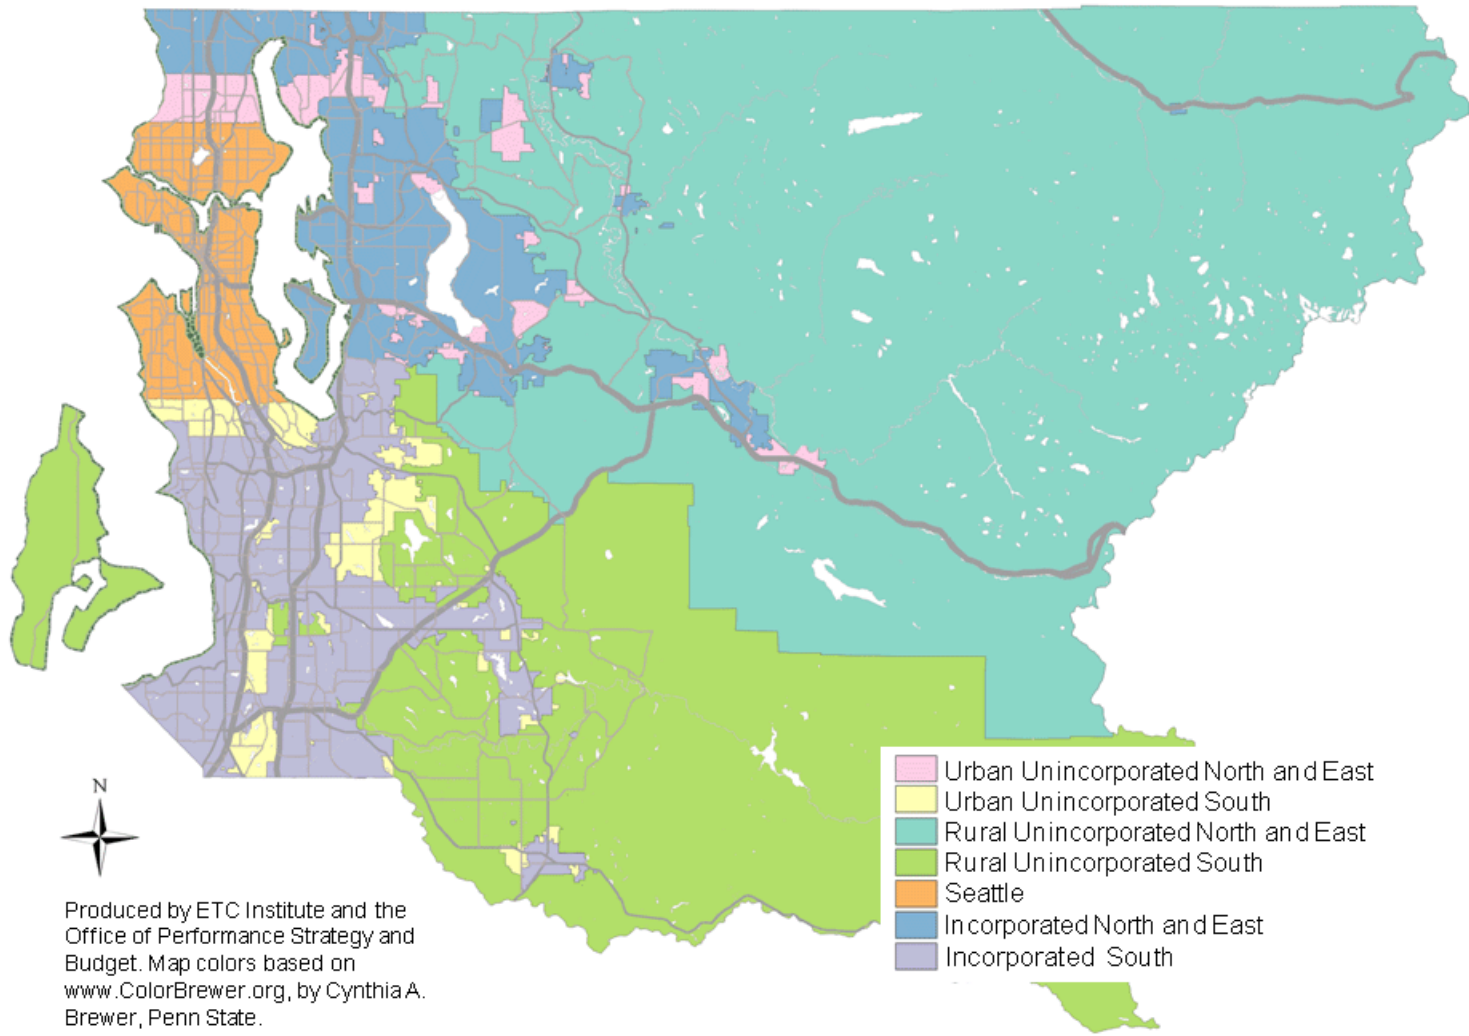 Urban Unincorporated North and East
Urban Unincorporated South
Rural Unincorporated North and East
Rural Unincorporated South
Seattle
Incorporated North and East
Incorporated South
N
Produced by ETC Institute and the
Office of Performance Strategy and
Budget. Map colors based on
www.ColorBrewer.org, by Cynthia A.
Brewer, Penn State.